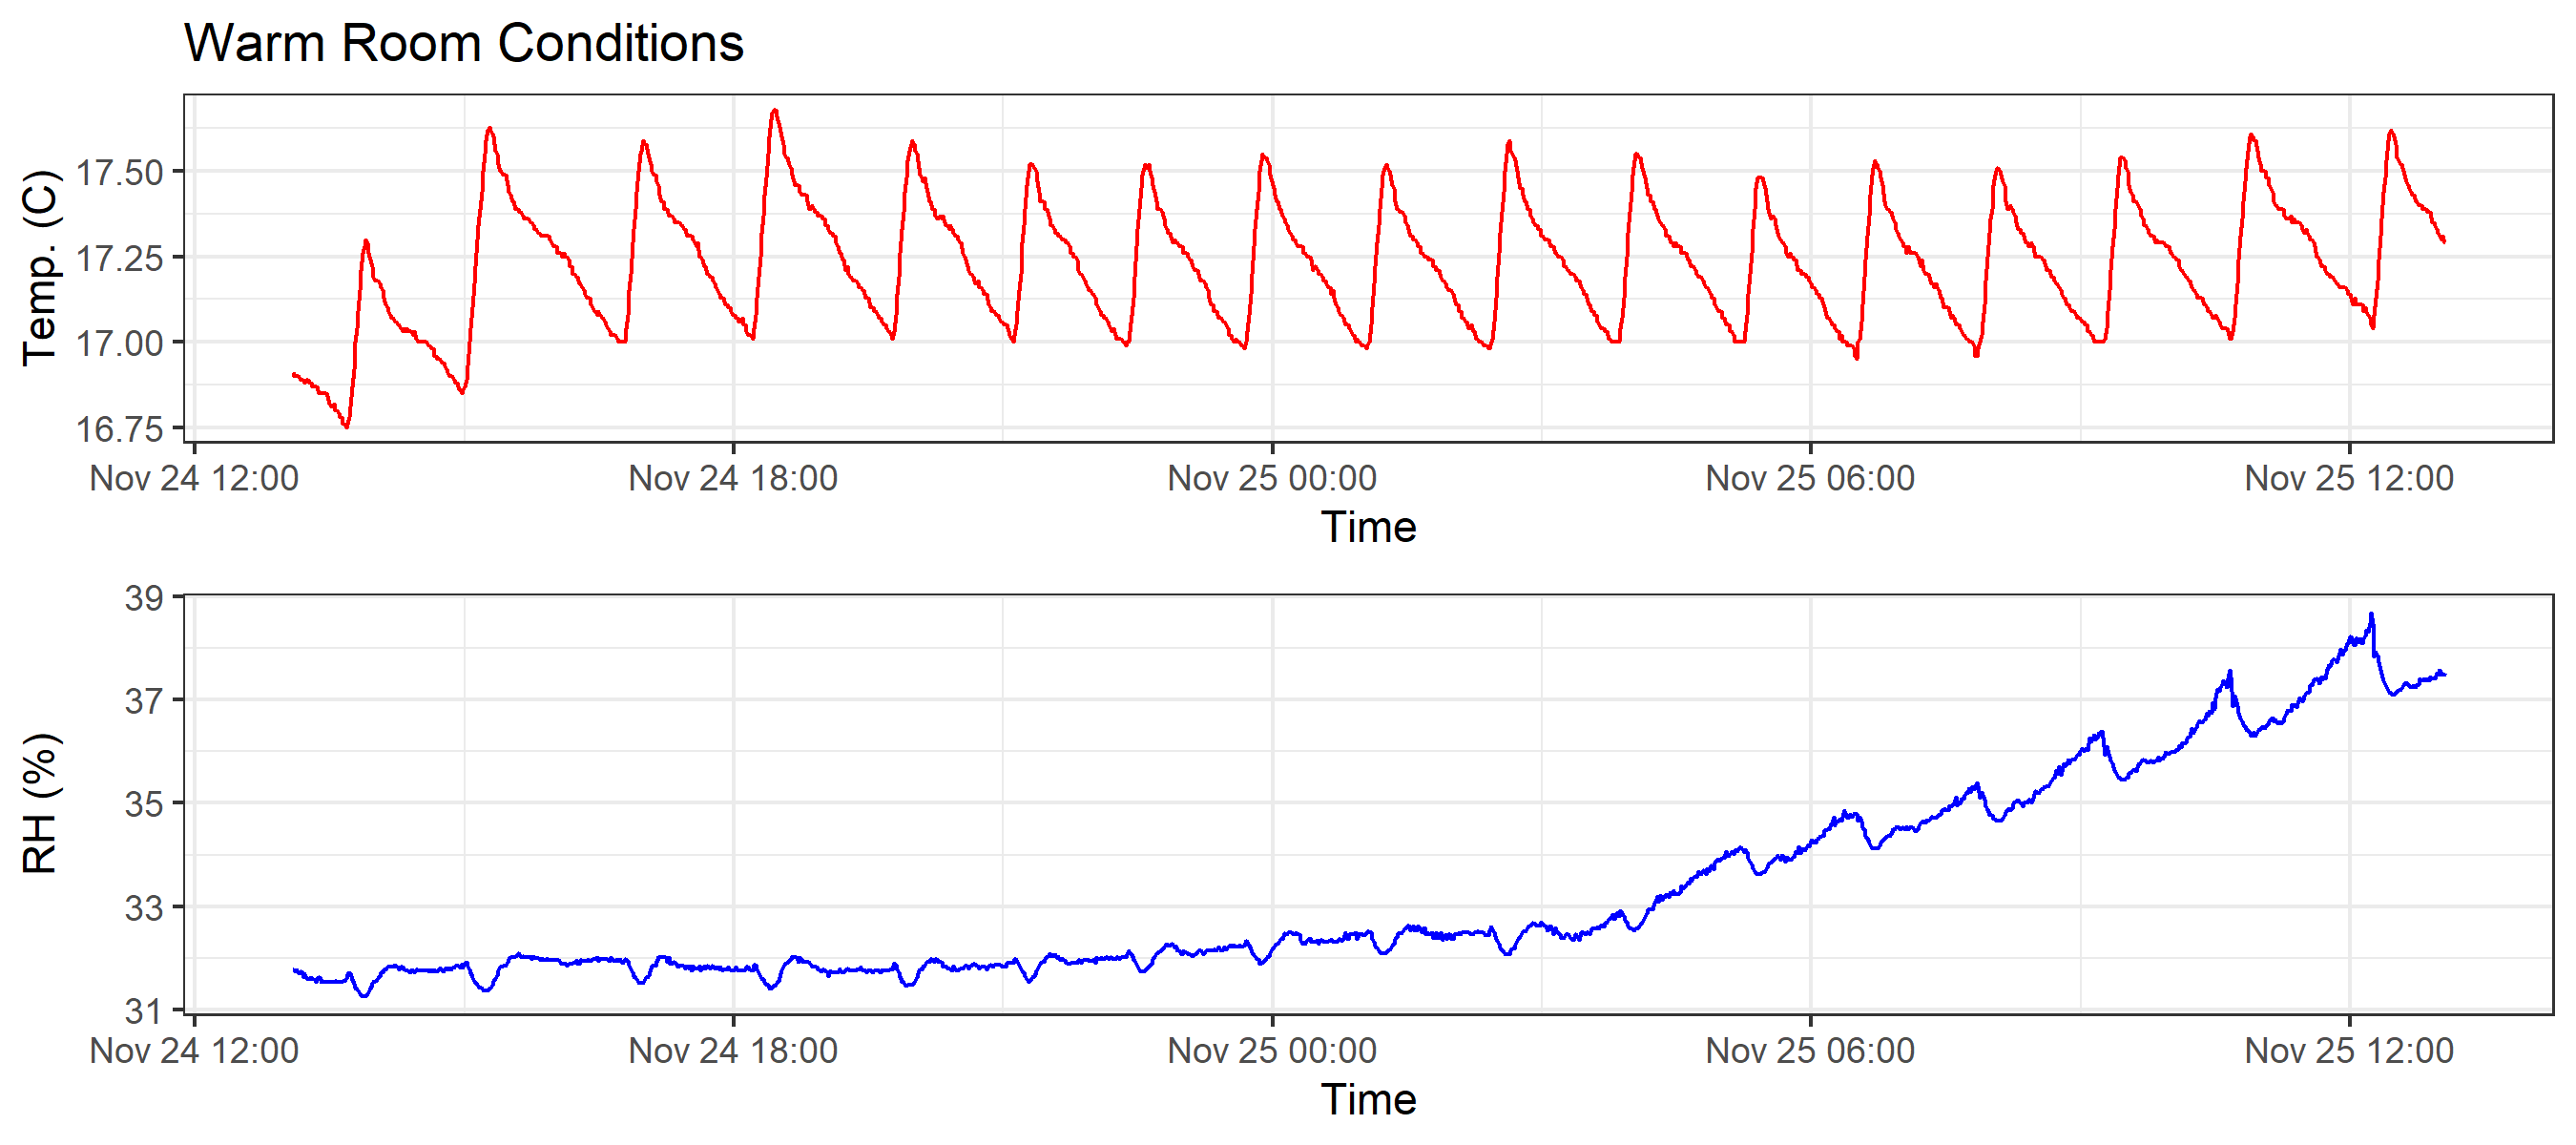 Warm Room Conditions
Temp. (C)
17.50
17.25
17.00
16.75
Nov 24 12:00 Nov 24 18:00 Nov 25 00:00 Nov 25 06:00 Nov 25 12:00
Time
RH (%)
39
37
35
33
31
Nov 24 12:00 Nov 24 18:00 Nov 25 00:00 Nov 25 06:00 Nov 25 12:00
Time